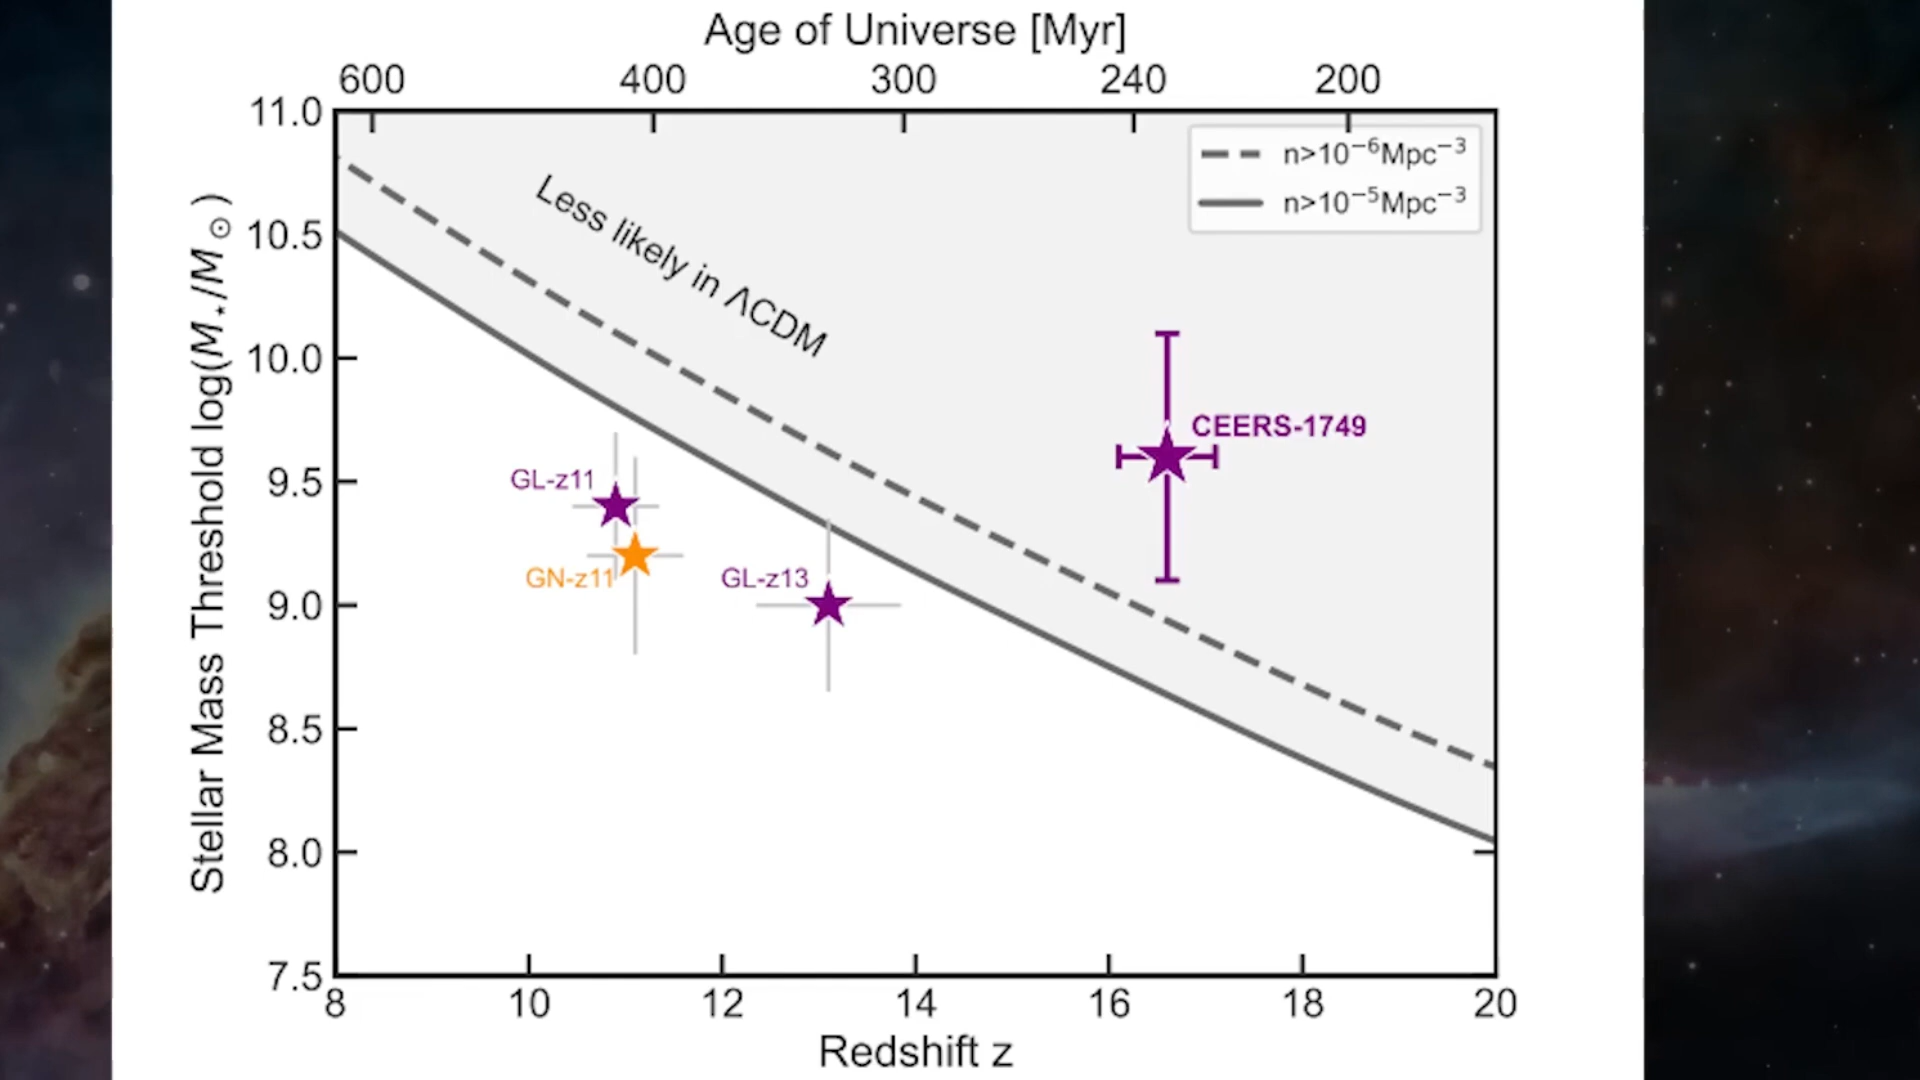 Age of Universe [Myr]
600 400 300 240 200
11.0
10.5
10.0
9.5
9.0
8.5
8.0
7.5
Stellar Mass Threshold log(M⋆/M⊙)
n>10⁻⁶Mpc⁻³
n>10⁻⁵Mpc⁻³
Less likely in ΛCDM
CEERS-1749
GL-z11
GN-z11
GL-z13
8 10 12 14 16 18 20
Redshift z